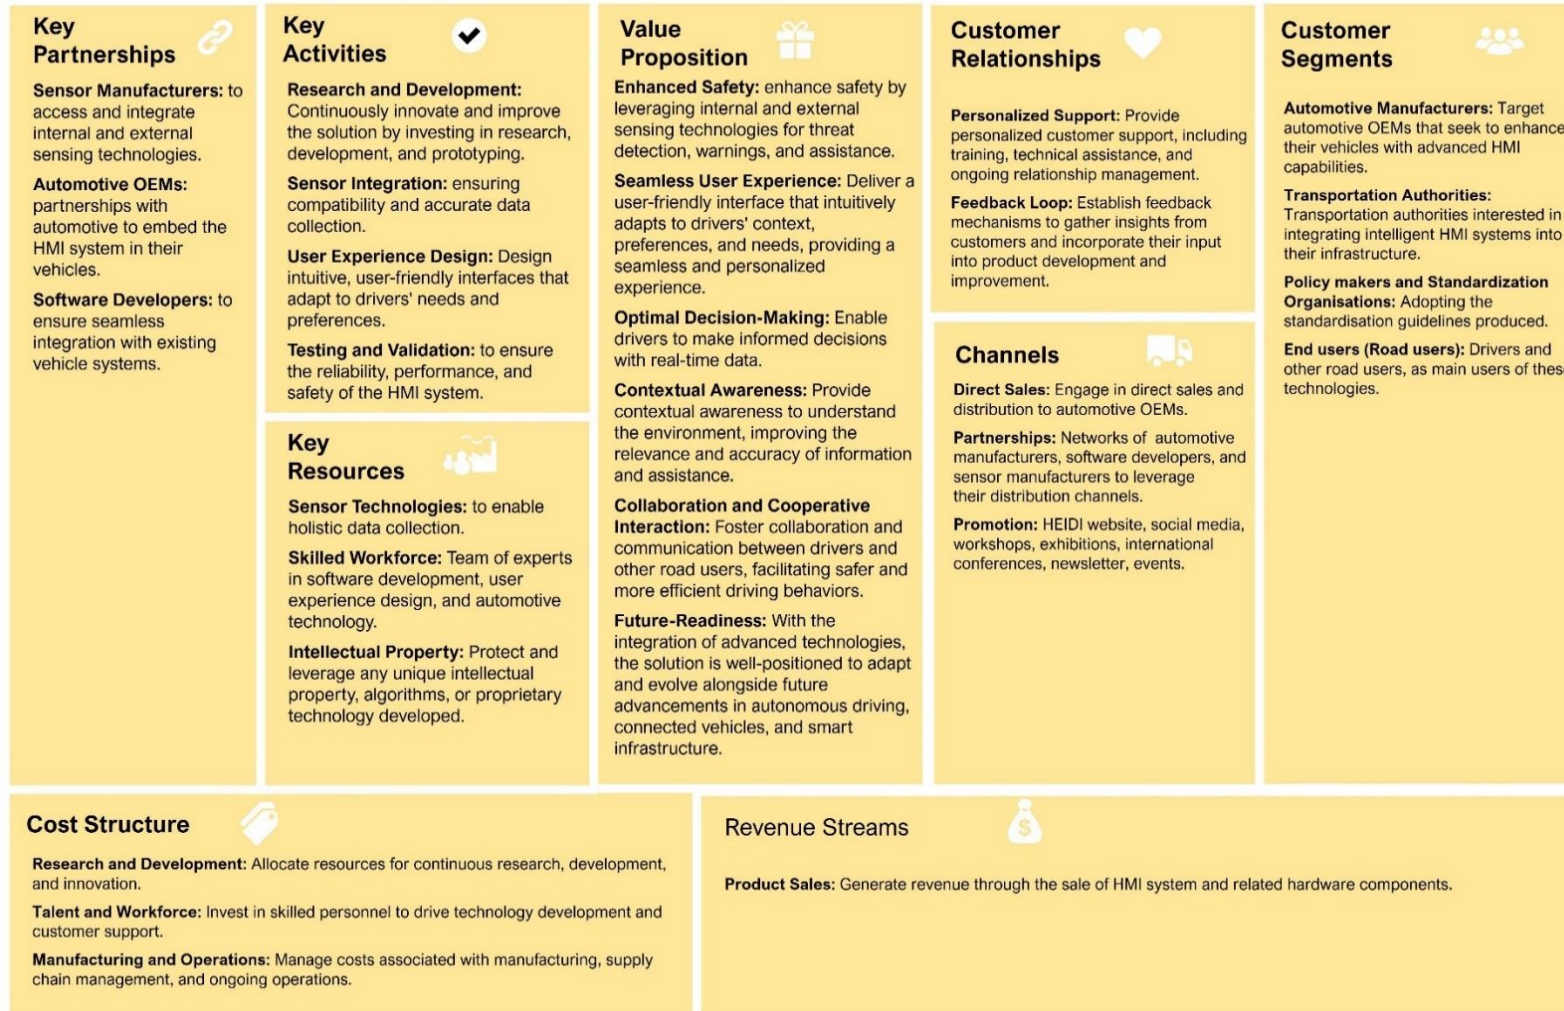 Key
Partnerships
Sensor Manufacturers: to
access and integrate
internal and external
sensing technologies.
Automotive OEMs:
partnerships with
automotive to embed the
HMI system in their
vehicles.
Software Developers: to
ensure seamless
integration with existing
vehicle systems.
Key
Activities
Research and Development:
Continuously innovate and improve
the solution by investing in research,
development, and prototyping.
Sensor Integration: ensuring
compatibility and accurate data
collection.
User Experience Design: Design
intuitive, user-friendly interfaces that
adapt to drivers' needs and
preferences.
Testing and Validation: to ensure
the reliability, performance, and
safety of the HMI system.
Key
Resources
Sensor Technologies: to enable
holistic data collection.
Skilled Workforce: Team of experts
in software development, user
experience design, and automotive
technology.
Intellectual Property: Protect and
leverage any unique intellectual
property, algorithms, or proprietary
technology developed.
Value
Proposition
Enhanced Safety: enhance safety by
leveraging internal and external
sensing technologies for threat
detection, warnings, and assistance.
Seamless User Experience: Deliver a
user-friendly interface that intuitively
adapts to drivers' context,
preferences, and needs, providing a
seamless and personalized
experience.
Optimal Decision-Making: Enable
drivers to make informed decisions
with real-time data.
Contextual Awareness: Provide
contextual awareness to understand
the environment, improving the
relevance and accuracy of information
and assistance.
Collaboration and Cooperative
Interaction: Foster collaboration and
communication between drivers and
other road users, facilitating safer and
more efficient driving behaviors.
Future-Readiness: With the
integration of advanced technologies,
the solution is well-positioned to adapt
and evolve alongside future
advancements in autonomous driving,
connected vehicles, and smart
infrastructure.
Customer
Relationships
Personalized Support: Provide
personalized customer support, including
training, technical assistance, and
ongoing relationship management.
Feedback Loop: Establish feedback
mechanisms to gather insights from
customers and incorporate their input
into product development and
improvement.
Channels
Direct Sales: Engage in direct sales and
distribution to automotive OEMs.
Partnerships: Networks of automotive
manufacturers, software developers, and
sensor manufacturers to leverage
their distribution channels.
Promotion: HEIDI website, social media,
workshops, exhibitions, international
conferences, newsletter, events.
Customer
Segments
Automotive Manufacturers: Target
automotive OEMs that seek to enhance
their vehicles with advanced HMI
capabilities.
Transportation Authorities:
Transportation authorities interested in
integrating intelligent HMI systems into
their infrastructure.
Policy makers and Standardization
Organisations: Adopting the
standardisation guidelines produced.
End users (Road users): Drivers and
other road users, as main users of these
technologies.
Cost Structure
Research and Development: Allocate resources for continuous research, development,
and innovation.
Talent and Workforce: Invest in skilled personnel to drive technology development and
customer support.
Manufacturing and Operations: Manage costs associated with manufacturing, supply
chain management, and ongoing operations.
Revenue Streams
$
Product Sales: Generate revenue through the sale of HMI system and related hardware components.